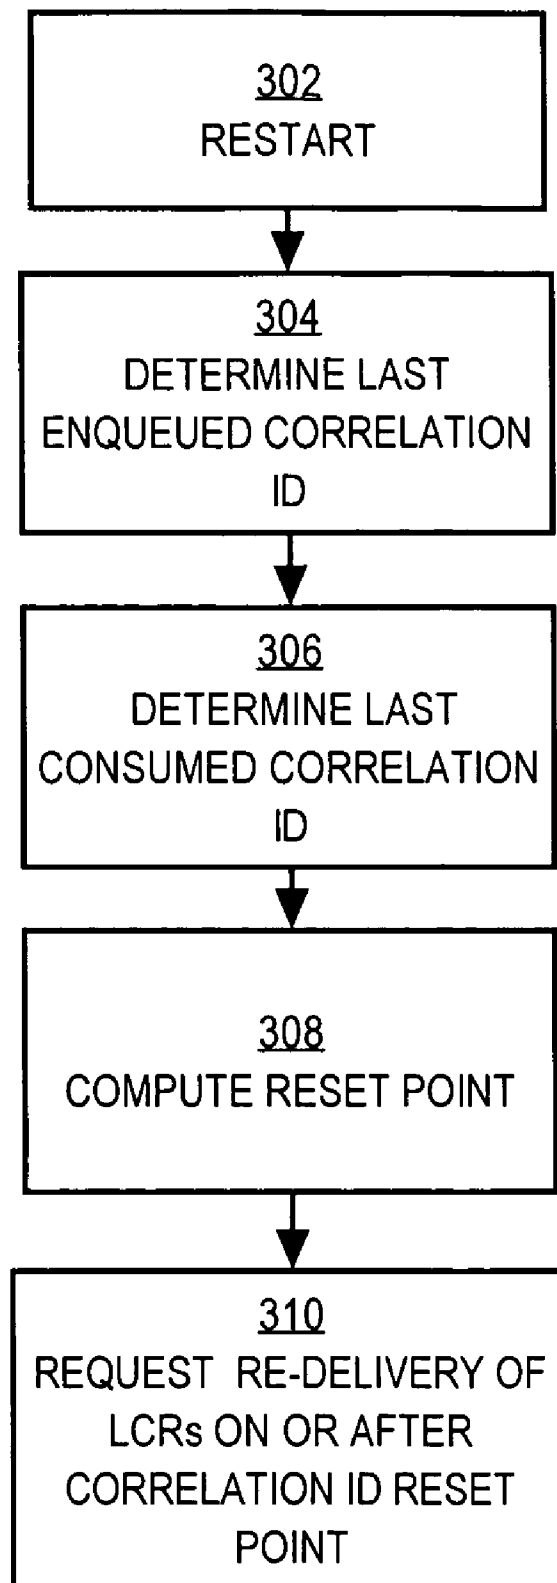 302
RESTART
304
DETERMINE LAST
ENQUEUED CORRELATION
ID
306
DETERMINE LAST
CONSUMED CORRELATION
ID
308
COMPUTE RESET POINT
310
REQUEST RE-DELIVERY OF
LCRs ON OR AFTER
CORRELATION ID RESET
POINT